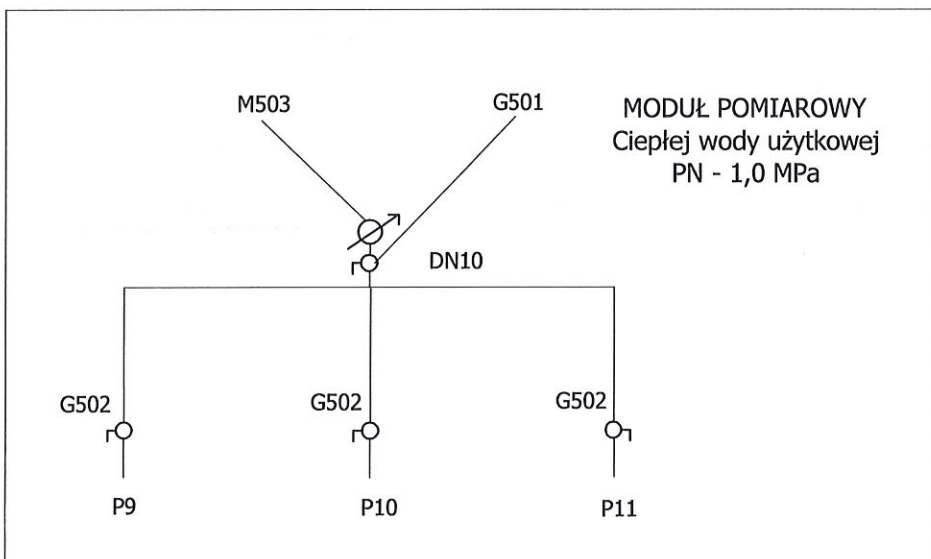 M503
G501
MODUŁ POMIAROWY
Ciepłej wody użytkowej
PN - 1,0 MPa
DN10
G502
G502
G502
P9
P10
P11